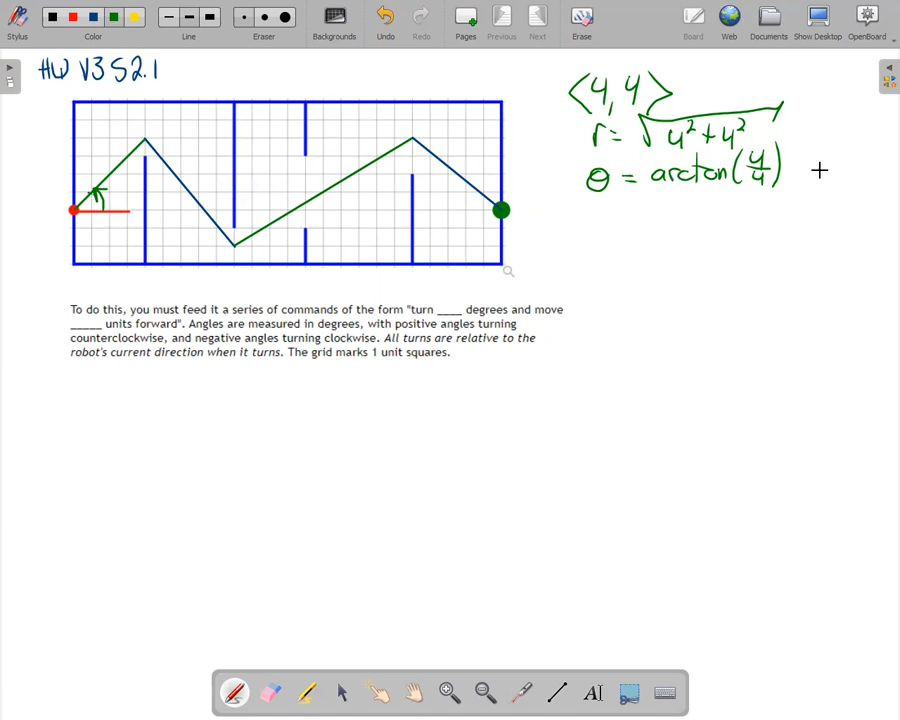 Stylus Color Line Eraser Backgrounds Undo Redo Pages Previous Next Erase Board Web Documents Show Desktop OpenBoard
HW V3 S2.1
<4, 4>
r = √4² + 4²
θ = arctan(4/4)
To do this, you must feed it a series of commands of the form "turn ____ degrees and move
_____ units forward". Angles are measured in degrees, with positive angles turning
counterclockwise, and negative angles turning clockwise. All turns are relative to the
robot's current direction when it turns. The grid marks 1 unit squares.